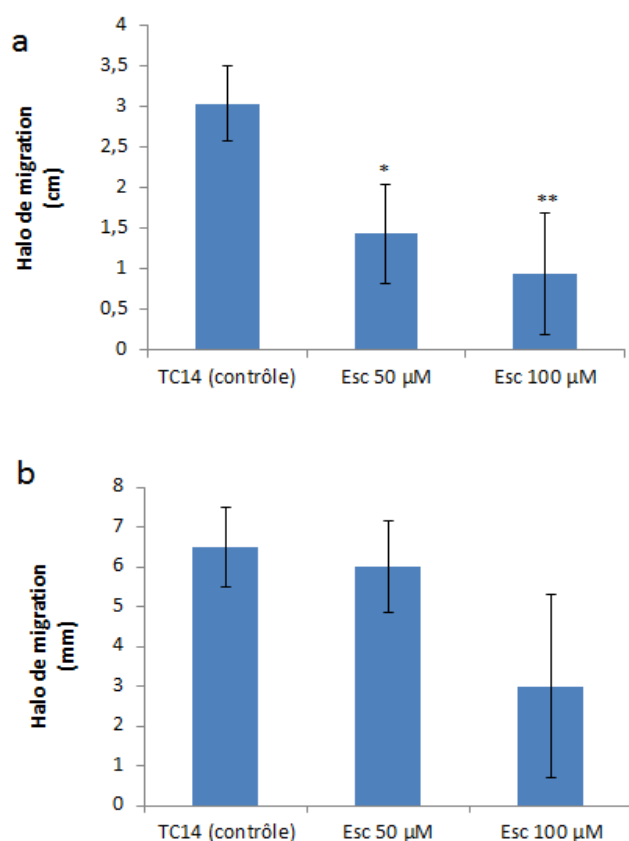 a
Halo de migration
(cm)
4
3,5
3
2,5
2
1,5
1
0,5
0
*
**
TC14 (contrôle)
Esc 50 µM
Esc 100 µM
b
Halo de migration
(mm)
8
7
6
5
4
3
2
1
0
TC14 (contrôle)
Esc 50 µM
Esc 100 µM